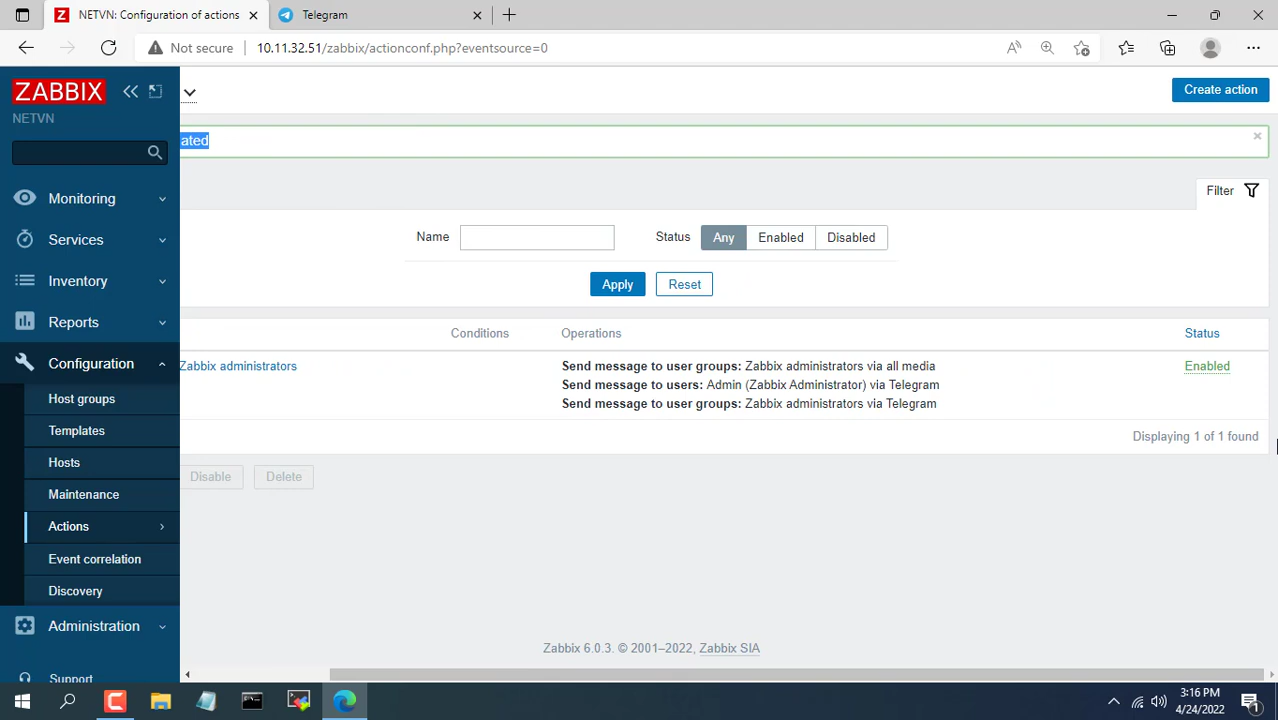 NETVN: Configuration of actions
Telegram
Not secure
10.11.32.51/zabbix/actionconf.php?eventsource=0
ZABBIX
NETVN
Create action
ated
Monitoring
Services
Inventory
Reports
Configuration
Host groups
Templates
Hosts
Maintenance
Actions
Event correlation
Discovery
Administration
Support
Filter
Name
Status Any Enabled Disabled
Apply Reset
Conditions Operations Status
Zabbix administrators
Send message to user groups: Zabbix administrators via all media
Enabled
Send message to users: Admin (Zabbix Administrator) via Telegram
Send message to user groups: Zabbix administrators via Telegram
Displaying 1 of 1 found
Disable Delete
Zabbix 6.0.3. © 2001–2022, Zabbix SIA
3:16 PM
4/24/2022
1